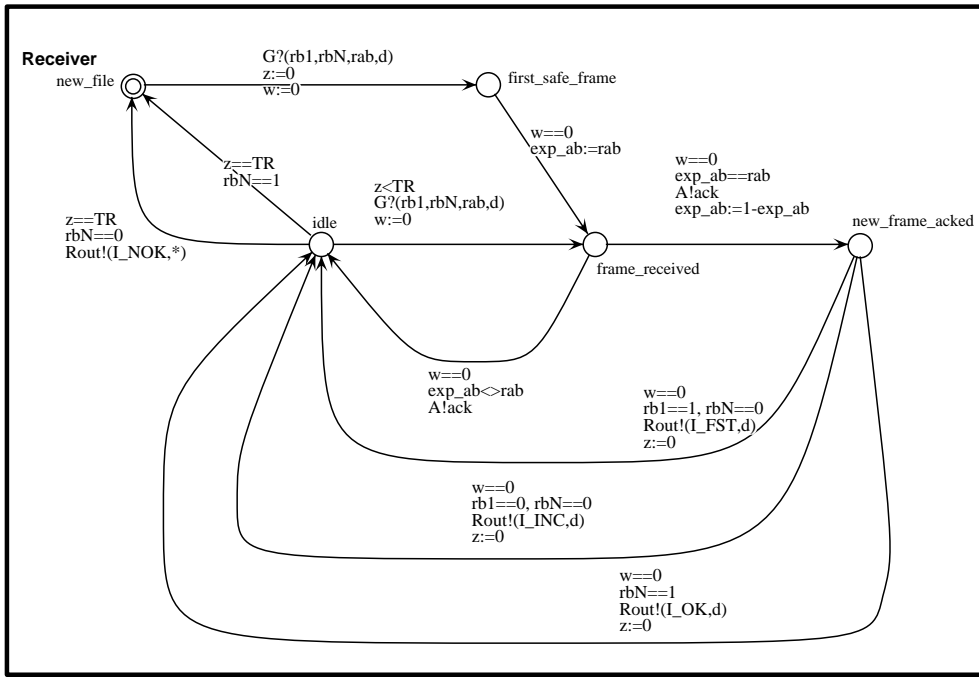 Receiver
new_file
G?(rb1,rbN,rab,d)
z:=0
w:=0
first_safe_frame
w==0
exp_ab:=rab
z==TR
rbN==1
z<TR
G?(rb1,rbN,rab,d)
w:=0
w==0
exp_ab==rab
A!ack
exp_ab:=1-exp_ab
z==TR
rbN==0
Rout!(I_NOK,*)
idle
frame_received
new_frame_acked
w==0
exp_ab<>rab
A!ack
w==0
rb1==1, rbN==0
Rout!(I_FST,d)
z:=0
w==0
rb1==0, rbN==0
Rout!(I_INC,d)
z:=0
w==0
rbN==1
Rout!(I_OK,d)
z:=0